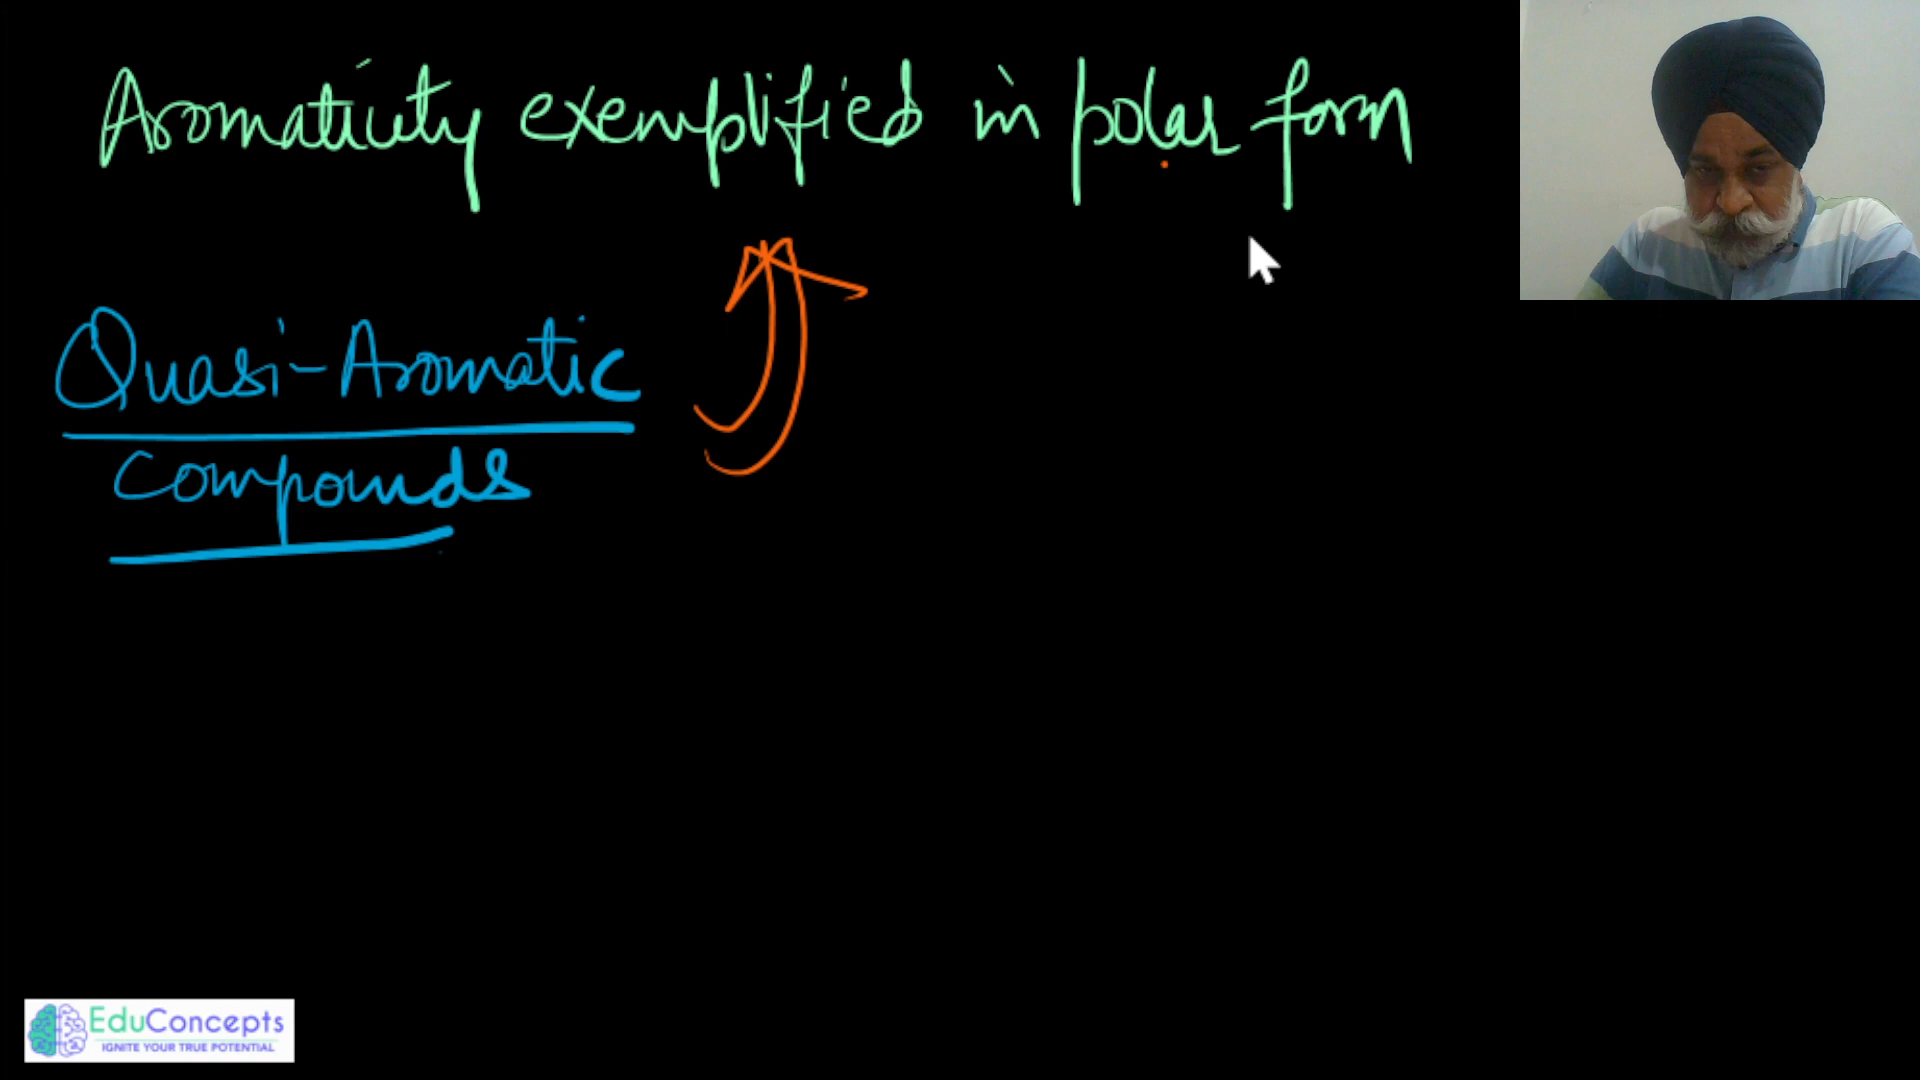 Aromaticity exemplified in polar form
Quasi-Aromatic
Compounds
EduConcepts
IGNITE YOUR TRUE POTENTIAL